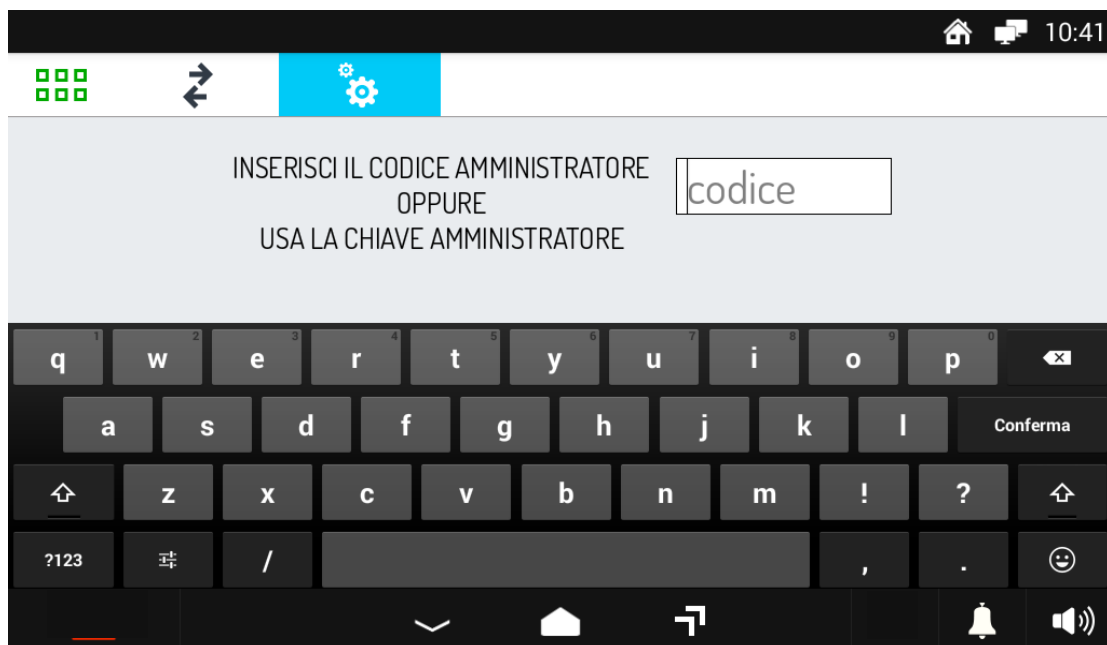 10:41
INSERISCI IL CODICE AMMINISTRATORE
OPPURE
USA LA CHIAVE AMMINISTRATORE
codice
1 2 3 4 5 6 7 8 9 0
q w e r t y u i o p
a s d f g h j k l Conferma
z x c v b n m ! ?
?123 / , .